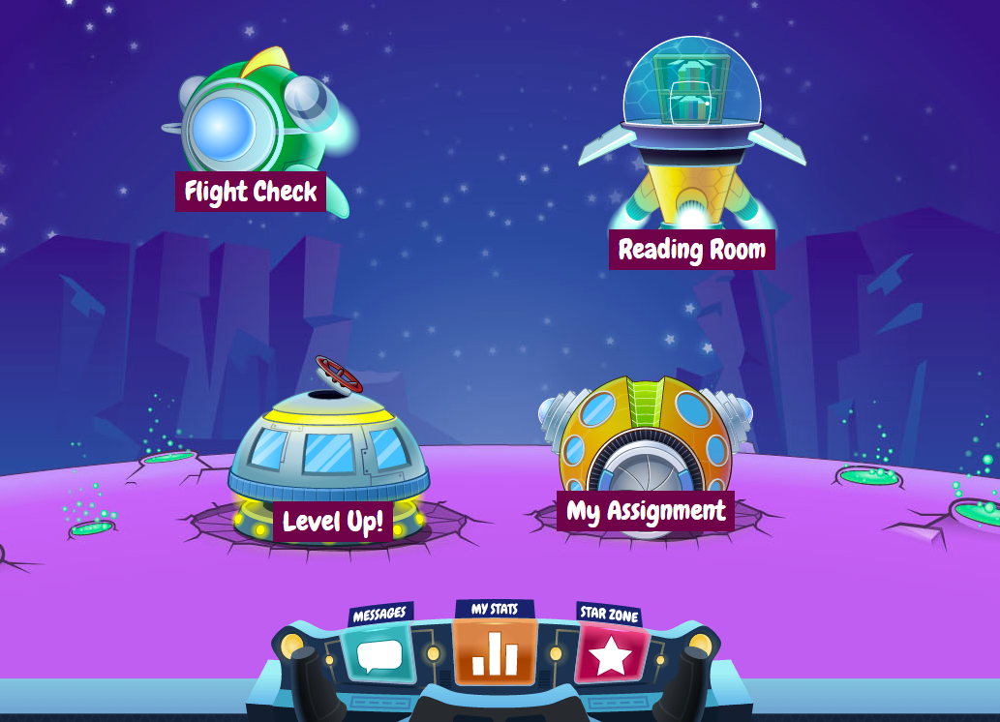 Flight Check
Reading Room
Level Up!
My Assignment
MESSAGES
MY STATS
STAR ZONE